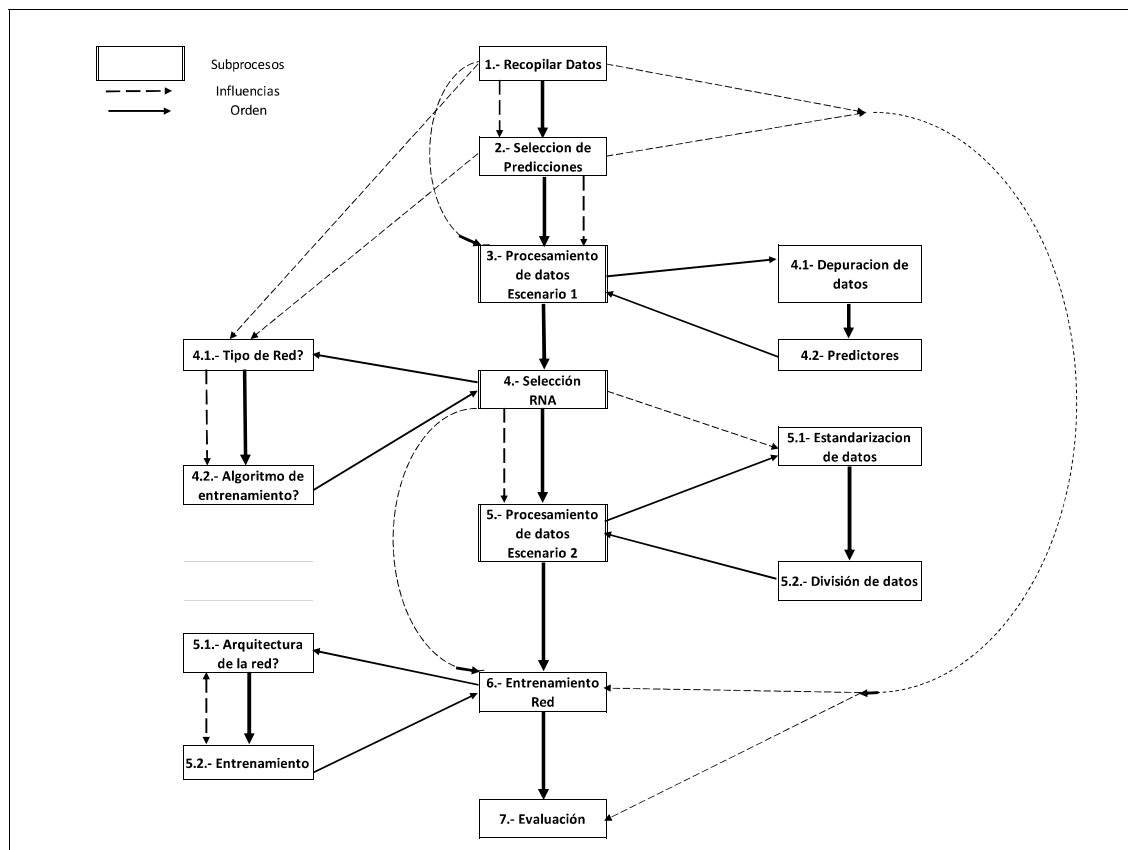 Subprocesos
Influencias
Orden
1.- Recopilar Datos
2.- Seleccion de
Predicciones
3.- Procesamiento
de datos
Escenario 1
4.1- Depuracion de
datos
4.2- Predictores
4.1.- Tipo de Red?
4.- Selección
RNA
4.2.- Algoritmo de
entrenamiento?
5.1- Estandarizacion
de datos
5.- Procesamiento
de datos
Escenario 2
5.2.- División de datos
5.1.- Arquitectura
de la red?
6.- Entrenamiento
Red
5.2.- Entrenamiento
7.- Evaluación